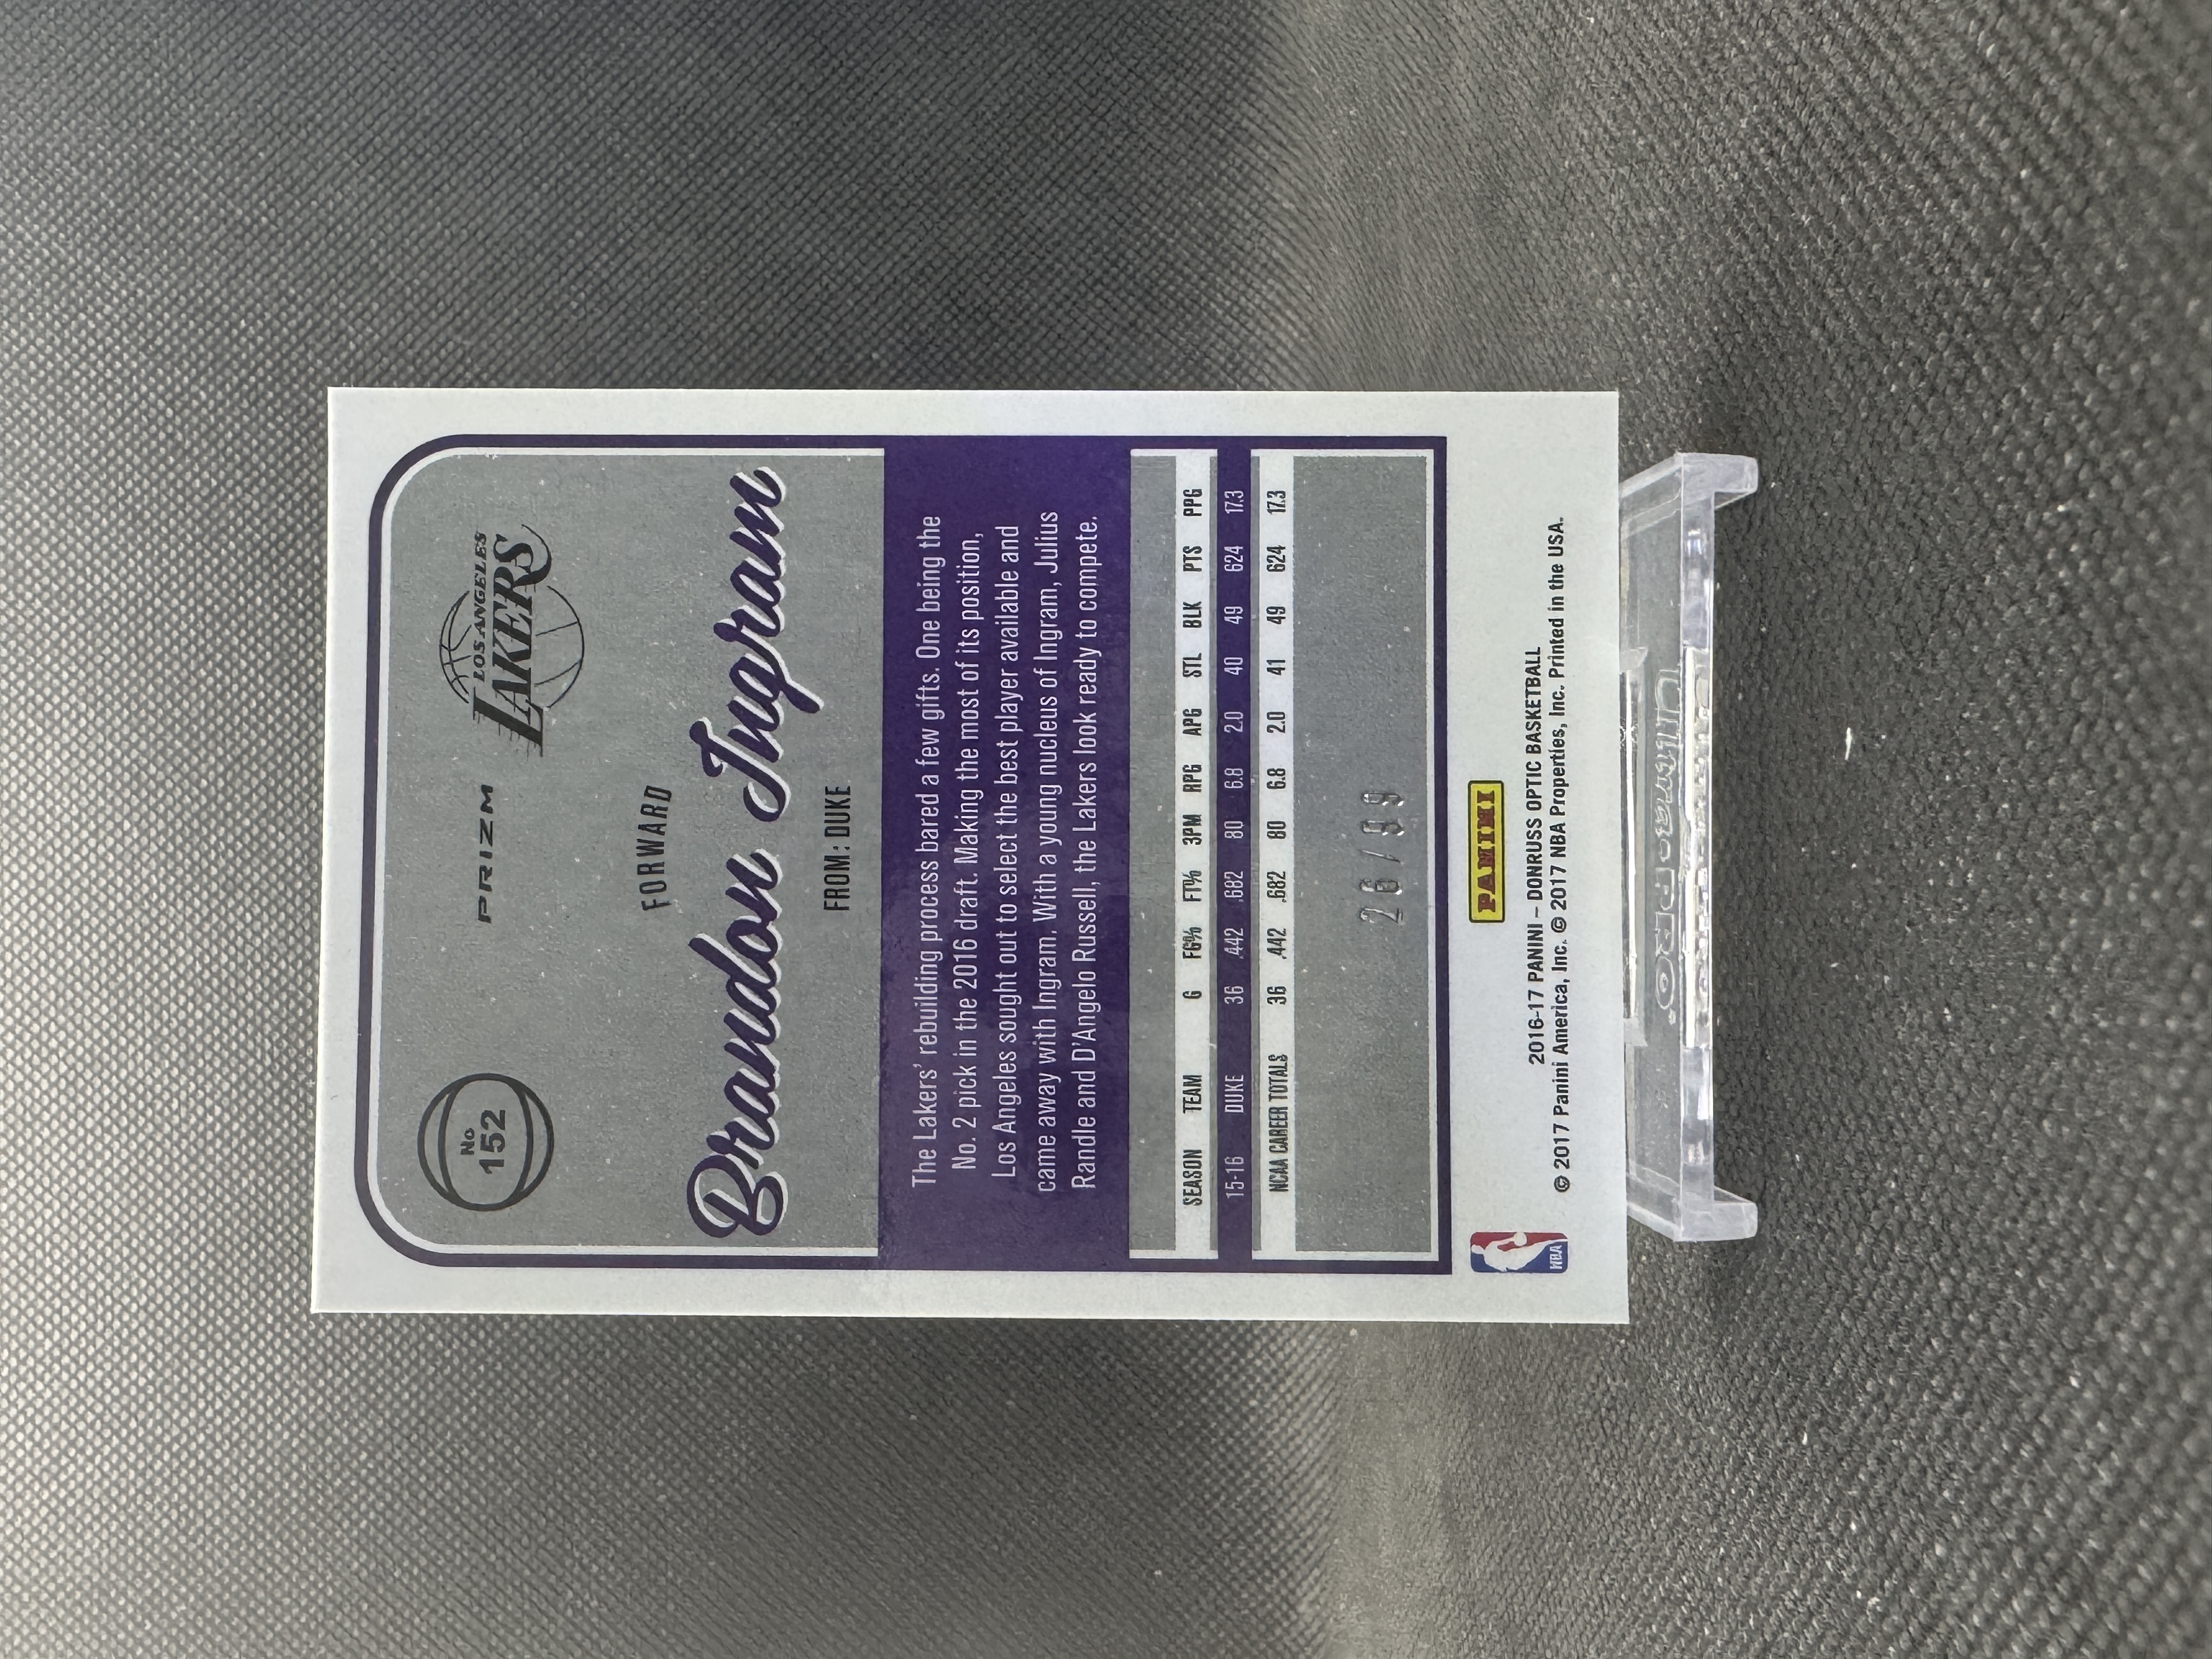 No
152
PRIZM
LOS ANGELES
LAKERS
FORWARD
Brandon Ingram
FROM: DUKE
The Lakers' rebuilding process bared a few gifts. One being the
No. 2 pick in the 2016 draft. Making the most of its position,
Los Angeles sought out to select the best player available and
came away with Ingram. With a young nucleus of Ingram, Julius
Randle and D'Angelo Russell, the Lakers look ready to compete.
SEASON TEAM G FG% FT% 3PM RPG APG STL BLK PTS PPG
15-16 DUKE 36 .442 .682 80 6.8 2.0 40 49 624 17.3
NCAA CAREER TOTALS 36 .442 .682 80 6.8 2.0 41 49 624 17.3
26/99
PANINI
2016-17 PANINI – DONRUSS OPTIC BASKETBALL
© 2017 Panini America, Inc. © 2017 NBA Properties, Inc. Printed in the USA.
NBA
ULTRA•PRO